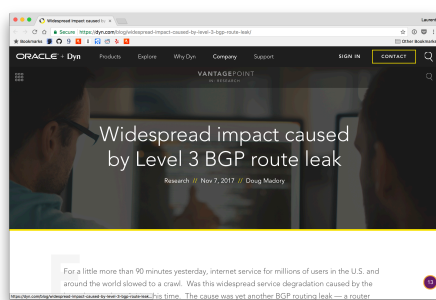 Widespread impact caused by
Lauren
Secure https://dyn.com/blog/widespread-impact-caused-by-level-3-bgp-route-leak/
Bookmarks
Other Bookmarks
ORACLE + Dyn Products Explore Why Dyn Company Support SIGN IN CONTACT
VANTAGEPOINT
Widespread impact caused
by Level 3 BGP route leak
Research // Nov 7, 2017 // Doug Madory
For a little more than 90 minutes yesterday, internet service for millions of users in the U.S. and
around the world slowed to a crawl. Was this widespread service degradation caused by the
https://dyn.com/blog/widespread-impact-caused-by-level-3-bgp-route-leak... his time. The cause was yet another BGP routing leak — a router
13